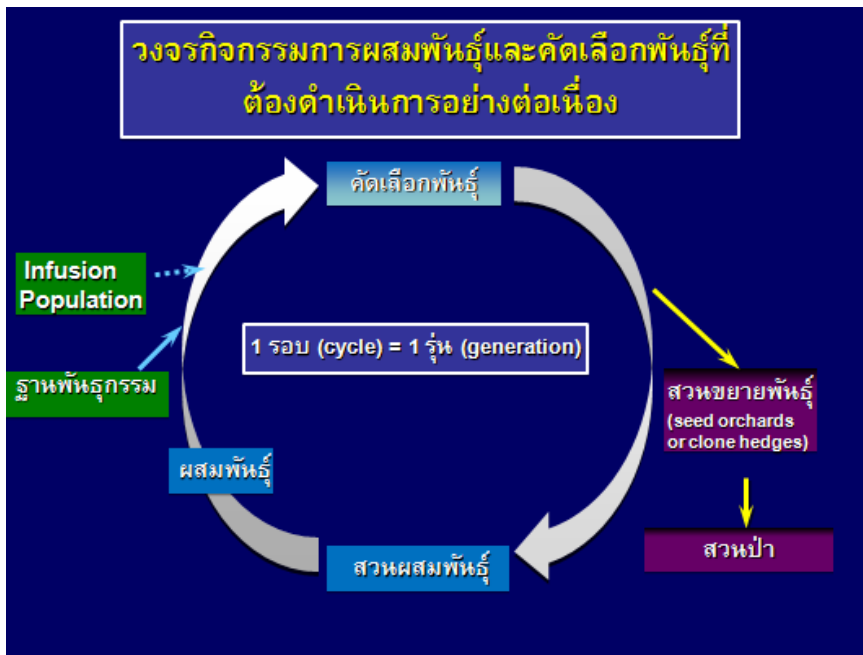 วงจรกิจกรรมการผสมพันธุ์และคัดเลือกพันธุ์ที่
ต้องดำเนินการอย่างต่อเนื่อง
คัดเลือกพันธุ์
Infusion
Population
1 รอบ (cycle) = 1 รุ่น (generation)
ฐานพันธุกรรม
สวนขยายพันธุ์
(seed orchards
or clone hedges)
ผสมพันธุ์
สวนป่า
สวนผสมพันธุ์